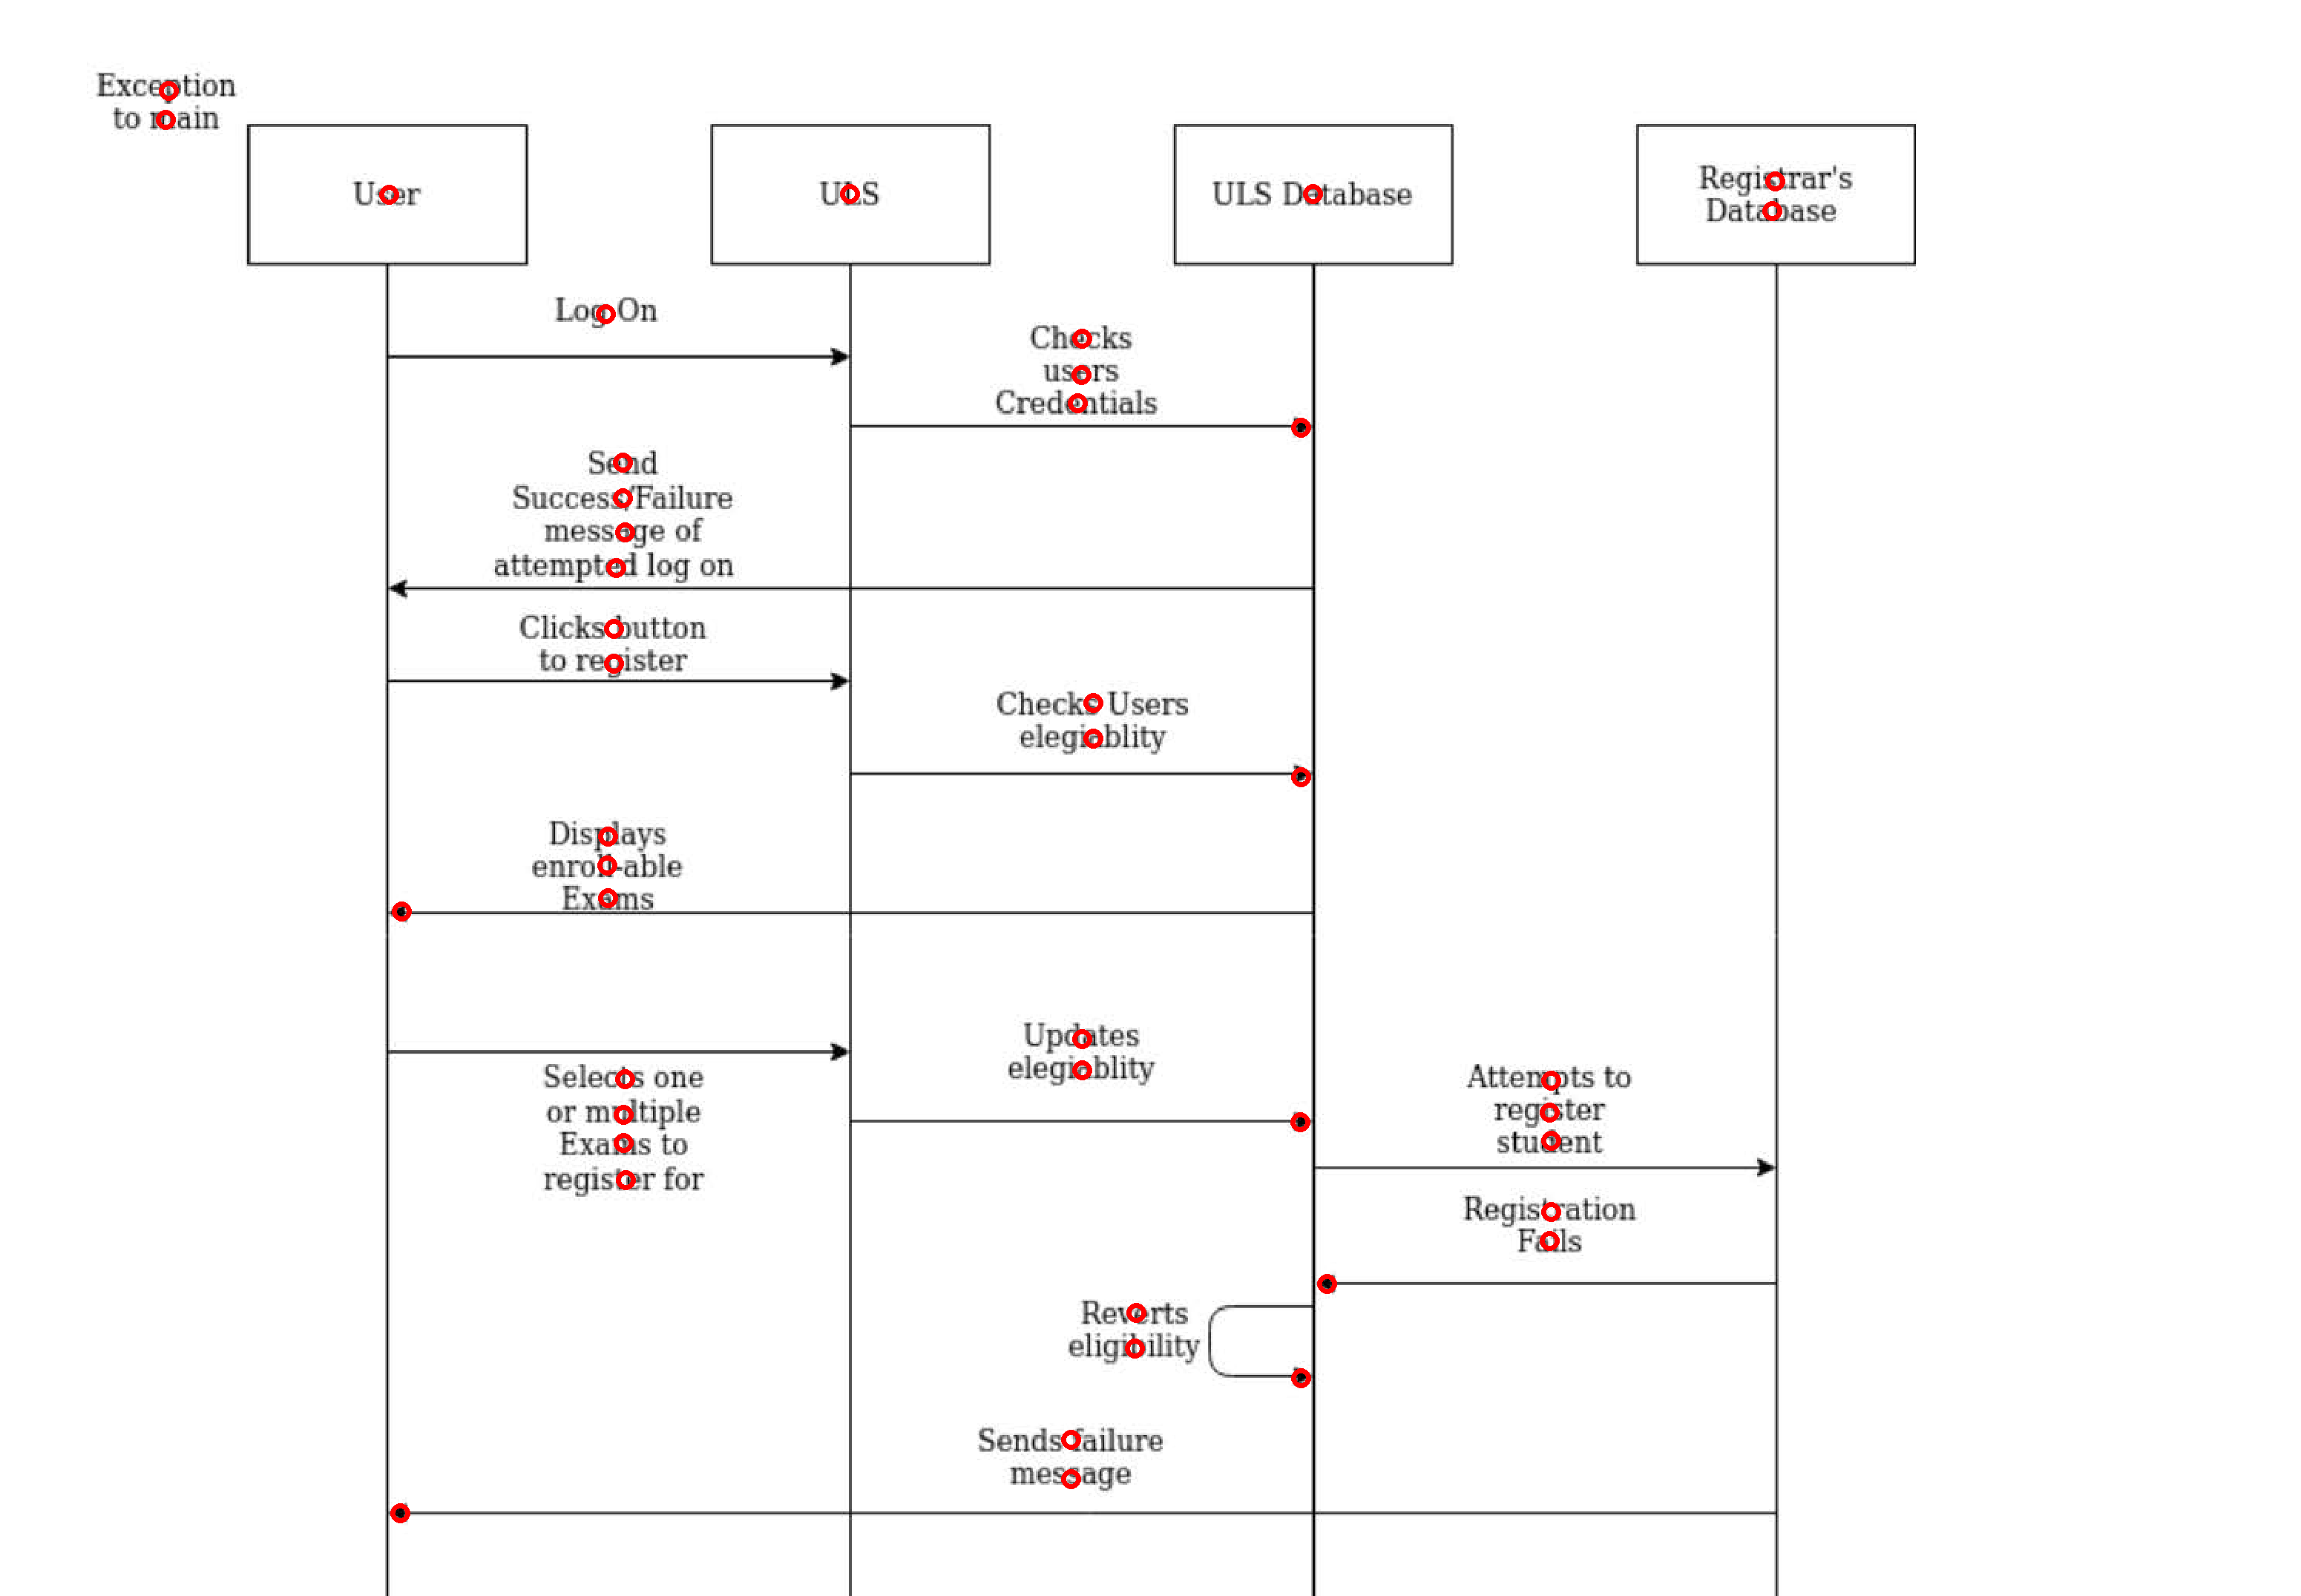 Exception
to main
User
ULS
ULS Database
Registrar's
Database
Log On
Checks
users
Credentials
Send
Success/Failure
message of
attempted log on
Clicks button
to register
Checks Users
elegiablity
Displays
enroll-able
Exams
Updates
elegiablity
Selects one
or multiple
Exams to
register for
Attempts to
register
student
Registration
Fails
Reverts
eligibility
Sends failure
message